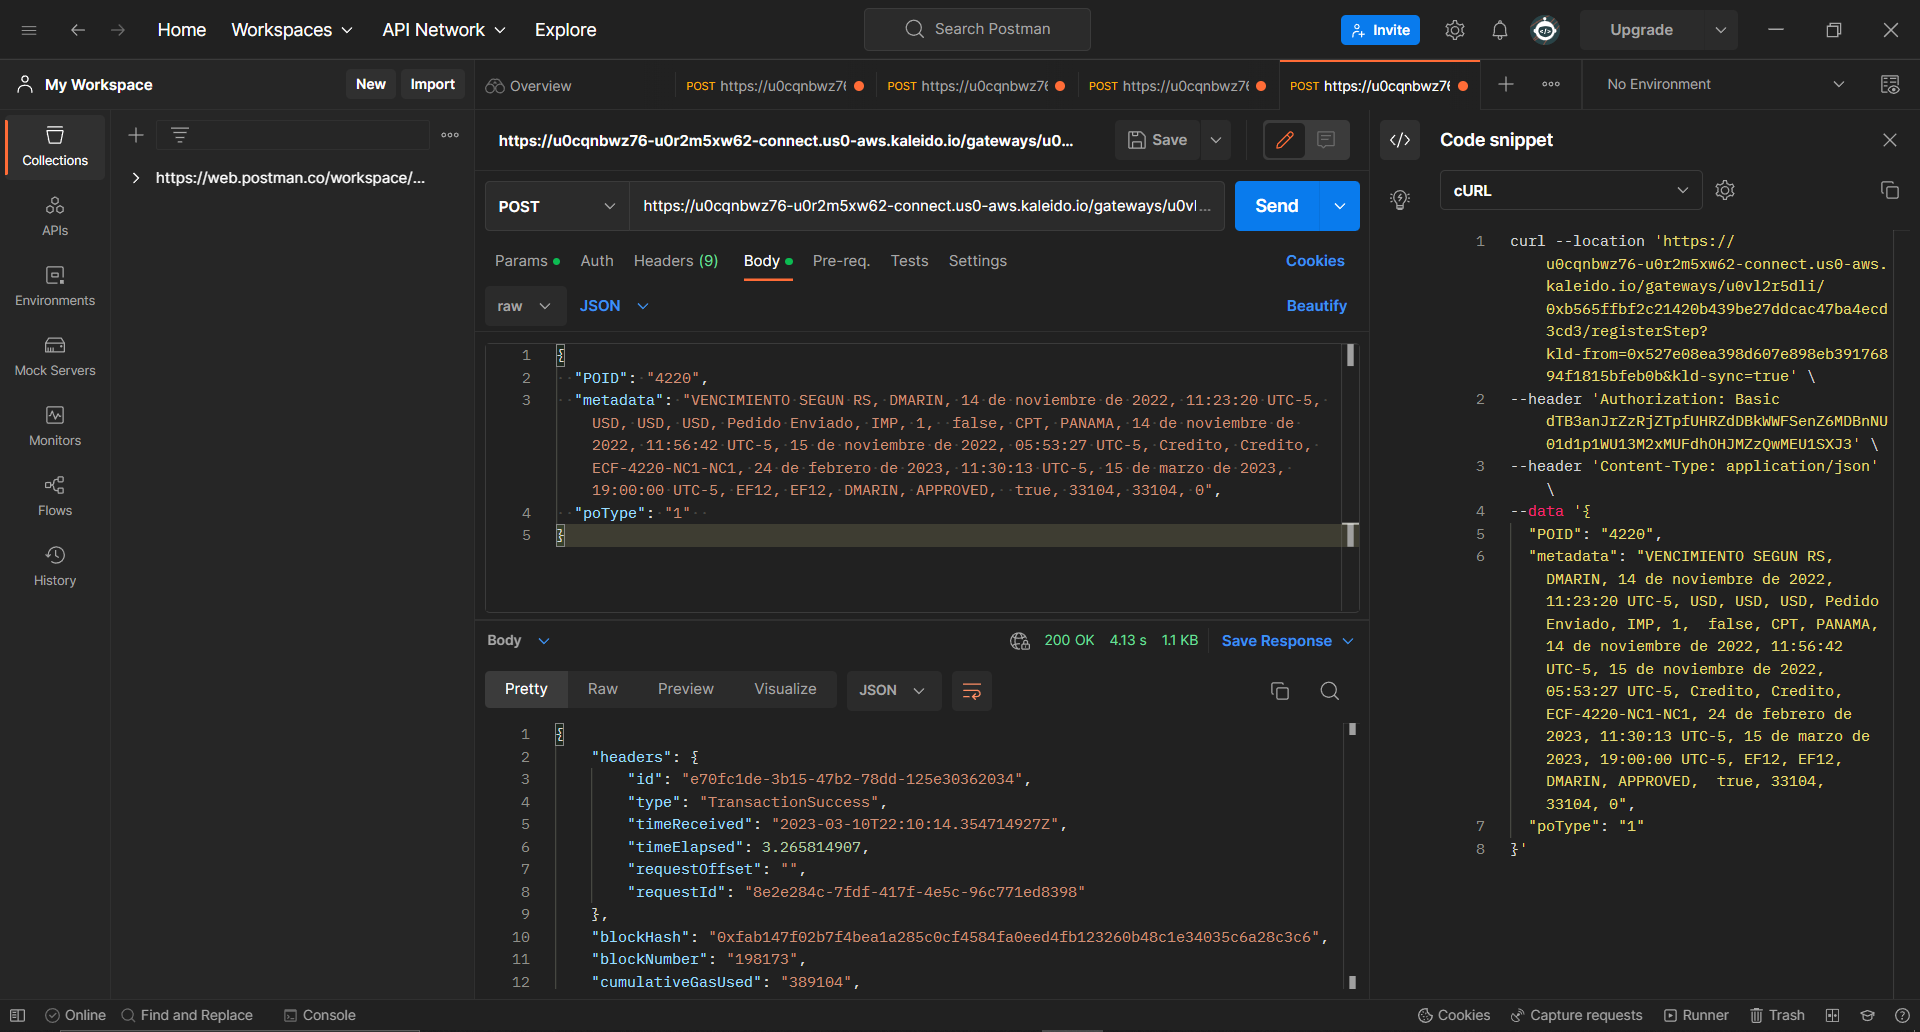 Home Workspaces API Network Explore Search Postman Invite Upgrade
My Workspace New Import Overview POST https://u0cqnbwz76 POST https://u0cqnbwz76 POST https://u0cqnbwz76 POST https://u0cqnbwz76 No Environment
Collections
APIs
Environments
Mock Servers
Monitors
Flows
History
https://web.postman.co/workspace/...
https://u0cqnbwz76-u0r2m5xw62-connect.us0-aws.kaleido.io/gateways/u0... Save
POST https://u0cqnbwz76-u0r2m5xw62-connect.us0-aws.kaleido.io/gateways/u0vl... Send
Params Auth Headers (9) Body Pre-req. Tests Settings Cookies
raw JSON Beautify
1 {
2 "POID": "4220",
3 "metadata": "VENCIMIENTO SEGUN RS, DMARIN, 14 de noviembre de 2022, 11:23:20 UTC-5,
USD, USD, USD, Pedido Enviado, IMP, 1,  false, CPT, PANAMA, 14 de noviembre de
2022, 11:56:42 UTC-5, 15 de noviembre de 2022, 05:53:27 UTC-5, Credito, Credito,
ECF-4220-NC1-NC1, 24 de febrero de 2023, 11:30:13 UTC-5, 15 de marzo de 2023,
19:00:00 UTC-5, EF12, EF12, DMARIN, APPROVED,  true, 33104, 33104, 0",
4 "poType": "1"
5 }
Body 200 OK 4.13 s 1.1 KB Save Response
Pretty Raw Preview Visualize JSON
1 {
2 "headers": {
3 "id": "e70fc1de-3b15-47b2-78dd-125e30362034",
4 "type": "TransactionSuccess",
5 "timeReceived": "2023-03-10T22:10:14.354714927Z",
6 "timeElapsed": 3.265814907,
7 "requestOffset": "",
8 "requestId": "8e2e284c-7fdf-417f-4e5c-96c771ed8398"
9 },
10 "blockHash": "0xfab147f02b7f4bea1a285c0cf4584fa0eed4fb123260b48c1e34035c6a28c3c6",
11 "blockNumber": "198173",
12 "cumulativeGasUsed": "389104",
Code snippet
cURL
1 curl --location 'https://
u0cqnbwz76-u0r2m5xw62-connect.us0-aws.
kaleido.io/gateways/u0vl2r5dli/
0xb565ffbf2c21420b439be27ddcac47ba4ecd
3cd3/registerStep?
kld-from=0x527e08ea398d607e898eb391768
94f1815bfeb0b&kld-sync=true' \
2 --header 'Authorization: Basic
dTB3anJrZzRjZTpfUHRZdDBkWWFSenZ6MDBnNU
01d1p1WU13M2xMUFdhOHJMZzQwMEU1SXJ3' \
3 --header 'Content-Type: application/json'
\
4 --data '{
5 "POID": "4220",
6 "metadata": "VENCIMIENTO SEGUN RS,
DMARIN, 14 de noviembre de 2022,
11:23:20 UTC-5, USD, USD, USD, Pedido
Enviado, IMP, 1,  false, CPT, PANAMA,
14 de noviembre de 2022, 11:56:42
UTC-5, 15 de noviembre de 2022,
05:53:27 UTC-5, Credito, Credito,
ECF-4220-NC1-NC1, 24 de febrero de
2023, 11:30:13 UTC-5, 15 de marzo de
2023, 19:00:00 UTC-5, EF12, EF12,
DMARIN, APPROVED,  true, 33104,
33104, 0",
7 "poType": "1"
8 }'
Online Find and Replace Console Cookies Capture requests Runner Trash